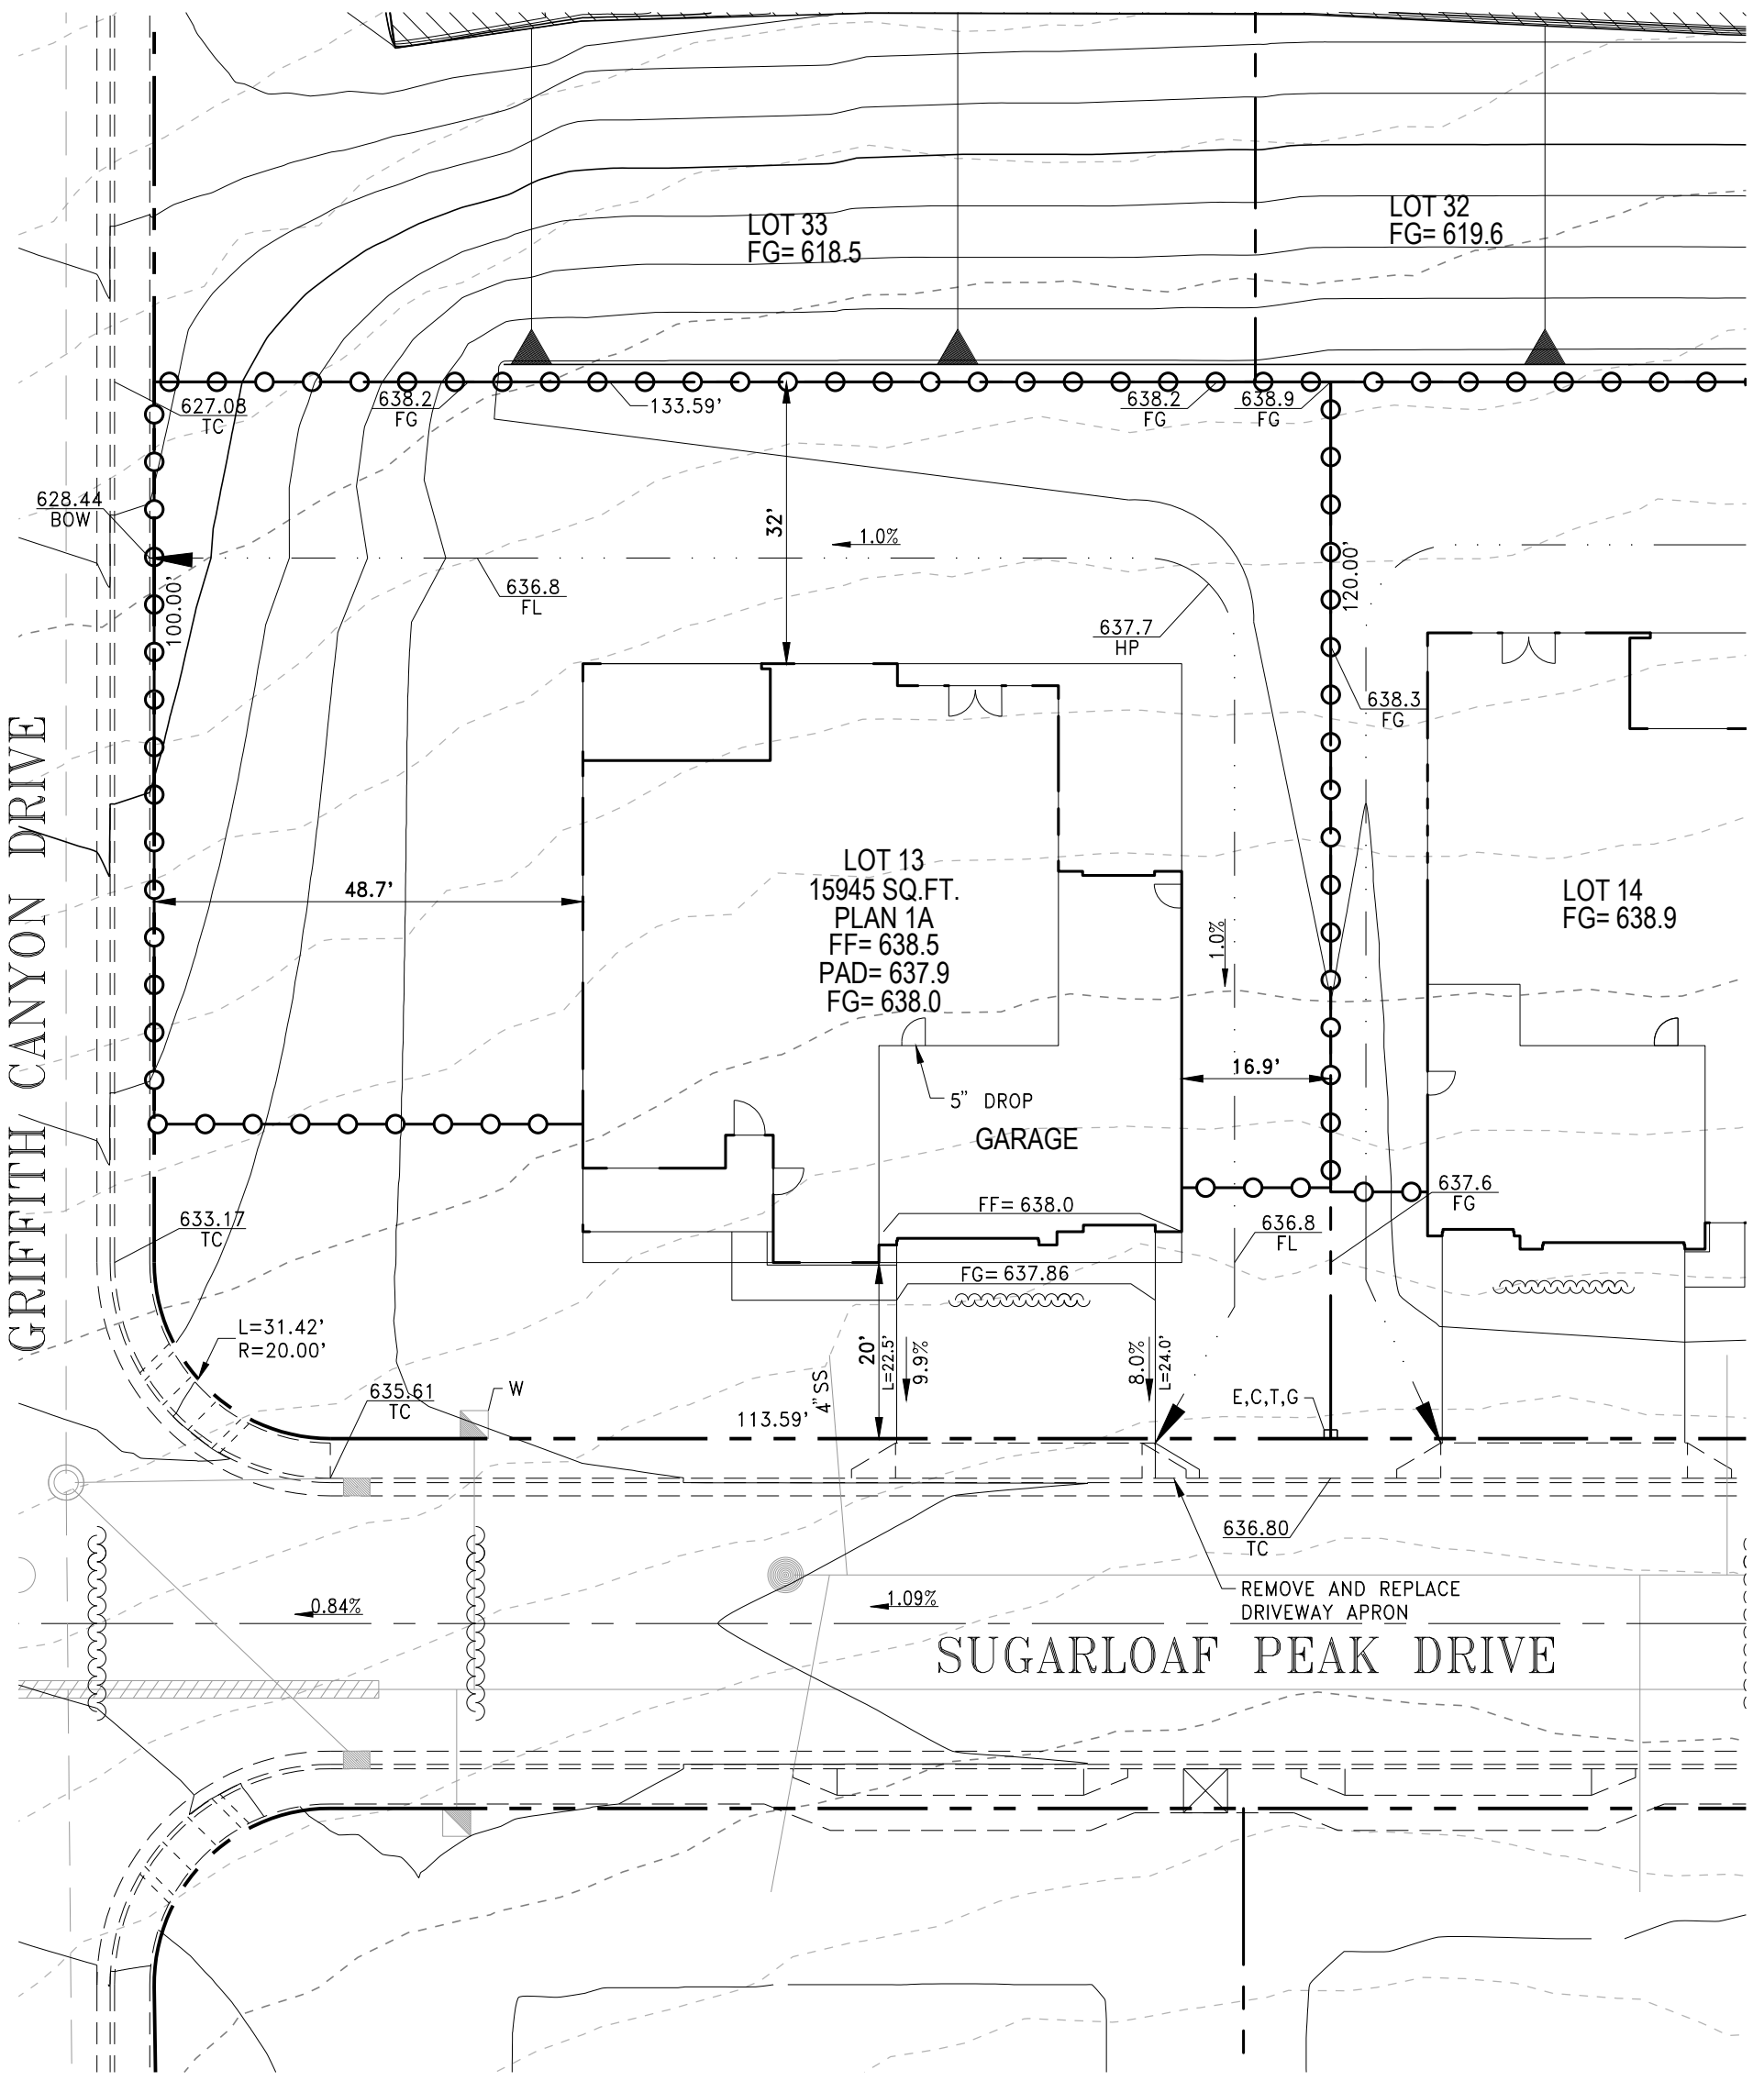 LOT 33
FG= 618.5
LOT 32
FG= 619.6
627.08
TC
638.2
FG
133.59'
638.2
FG
638.9
FG
628.44
BOW
32'
1.0%
100.00'
636.8
FL
120.00'
637.7
HP
638.3
FG
GRIFFITH CANYON DRIVE
48.7'
LOT 13
15945 SQ.FT.
PLAN 1A
FF= 638.5
PAD= 637.9
FG= 638.0
LOT 14
FG= 638.9
1.0%
16.9'
5" DROP
GARAGE
FF= 638.0
637.6
FG
633.17
TC
636.8
FL
FG= 637.86
L=31.42'
R=20.00'
20'
L=22.5'
9.9%
8.0%
L=24.0'
635.61
TC
W
4"SS
113.59'
E,C,T,G
636.80
TC
REMOVE AND REPLACE
DRIVEWAY APRON
0.84%
1.09%
SUGARLOAF PEAK DRIVE